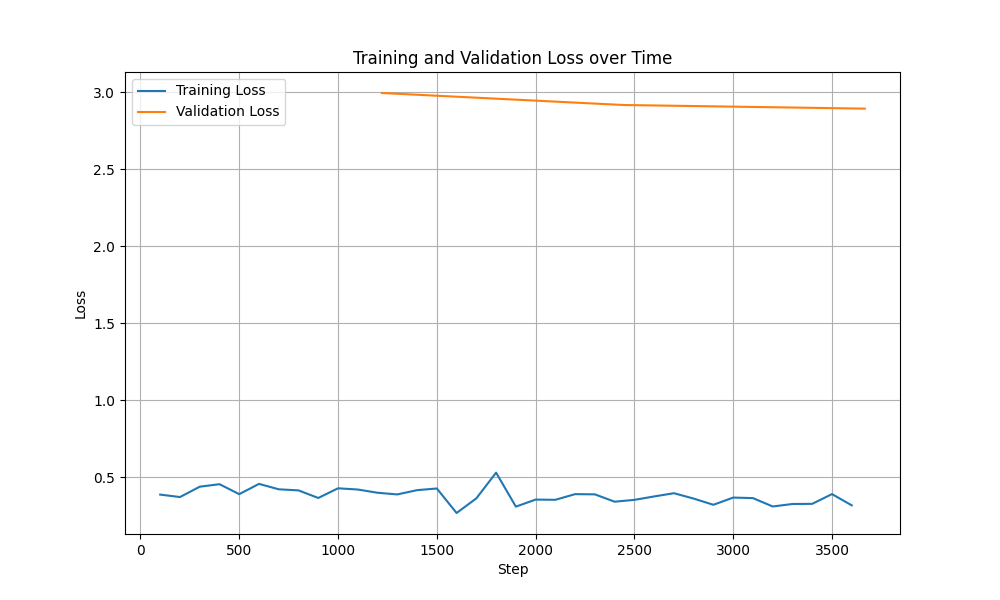 Training and Validation Loss over Time
Training Loss
Validation Loss
3.0
2.5
2.0
1.5
1.0
0.5
Loss
0 500 1000 1500 2000 2500 3000 3500
Step